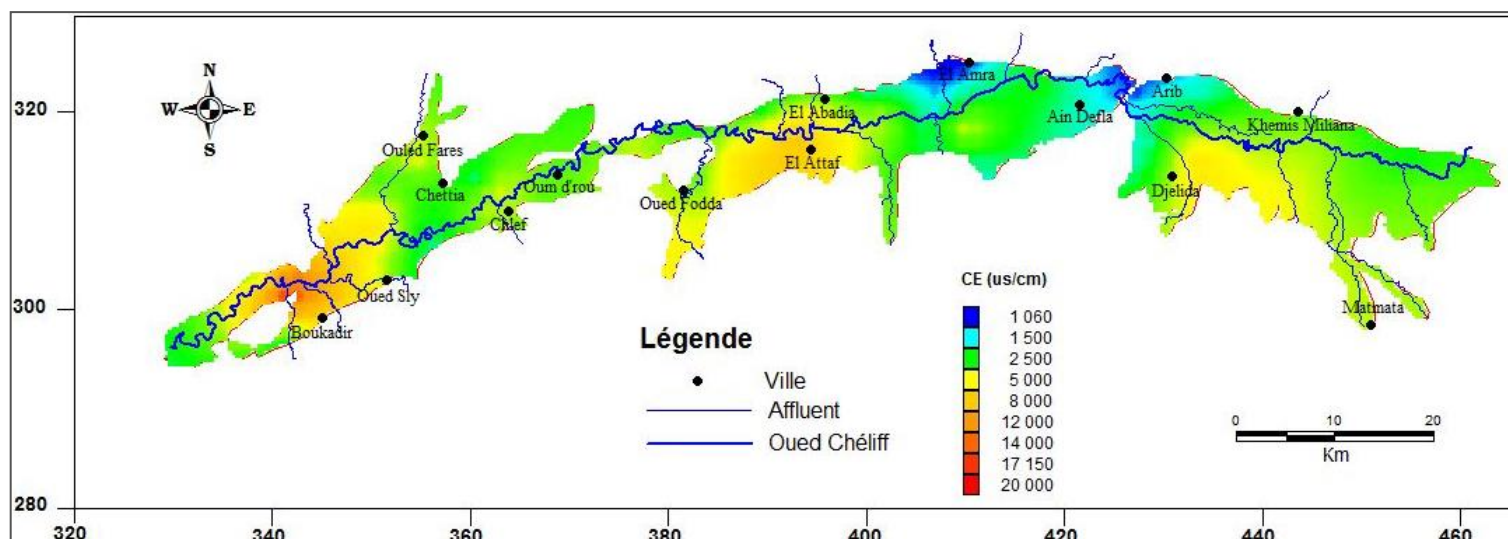 N
W E
S
320
300
280
320
340
360
380
400
420
440
460
Ouled Fares
Chettia
Oum d'rou
Chlef
Oued Sly
Boukadir
Oued Fodda
El Abadia
El Attaf
El Amra
Ain Defla
Arib
Khemis Miliana
Djelida
Matmata
Légende
Ville
Affluent
Oued Chéliff
CE (us/cm)
1 060
1 500
2 500
5 000
8 000
12 000
14 000
17 150
20 000
0 10 20
Km